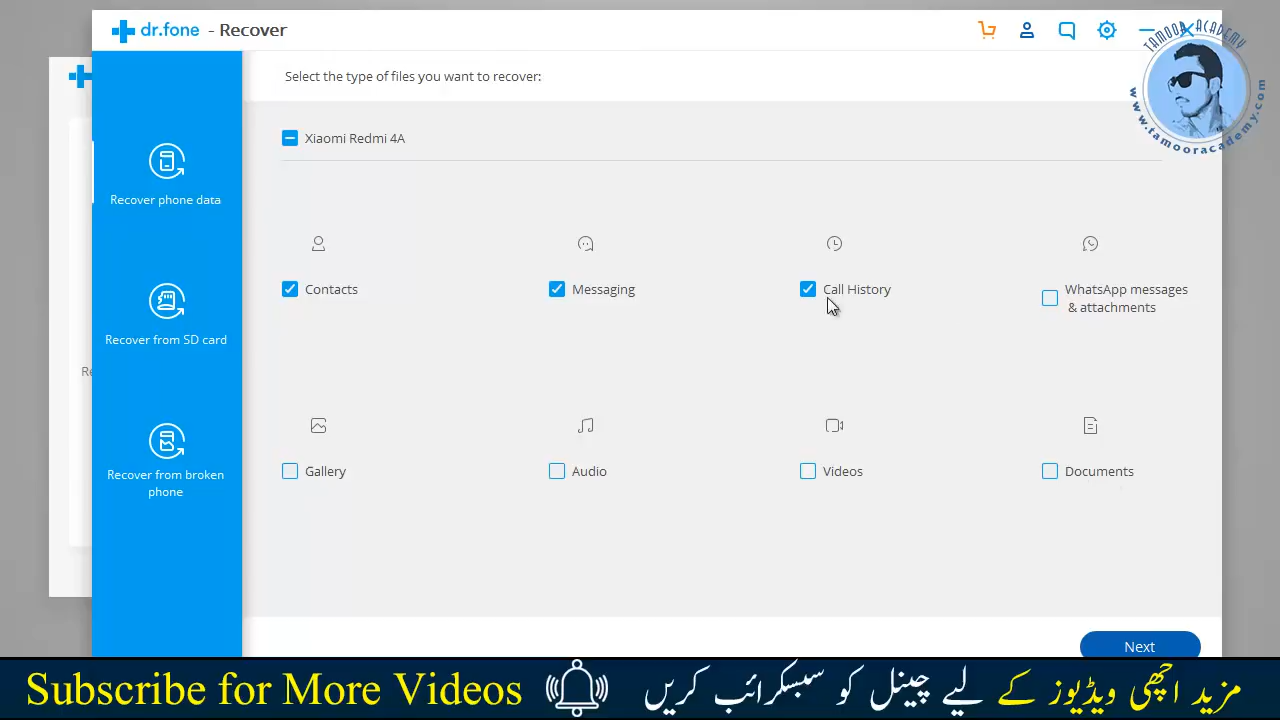 dr.fone - Recover
Select the type of files you want to recover:
Xiaomi Redmi 4A
Recover phone data
Recover from SD card
Recover from broken
phone
Contacts
Messaging
Call History
WhatsApp messages
& attachments
Gallery
Audio
Videos
Documents
Next
TAMOOR ACADEMY
www.tamooracademy.com
Re
Subscribe for More Videos
مزید اچھی ویڈیوز کے لیے چینل کو سبسکرائب کریں